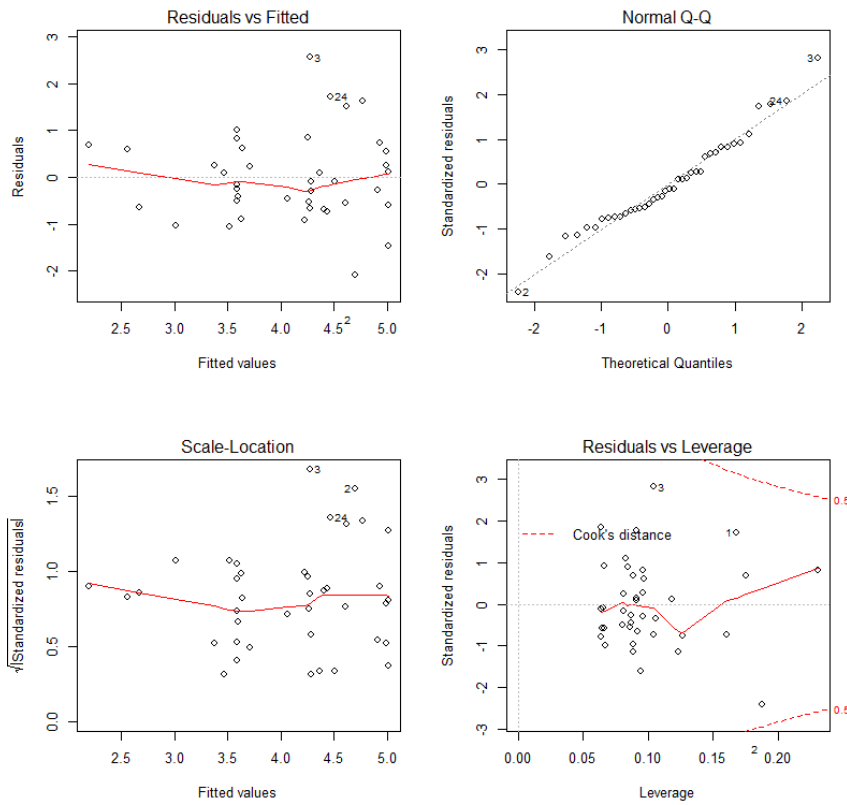 Residuals vs Fitted
Residuals
3
2
1
0
-1
-2
3
24
2
2.5 3.0 3.5 4.0 4.5 5.0
Fitted values
Normal Q-Q
Standardized residuals
3
2
1
0
-1
-2
3
24
2
-2 -1 0 1 2
Theoretical Quantiles
Scale-Location
√|Standardized residuals|
1.5
1.0
0.5
0.0
3
2
24
2.5 3.0 3.5 4.0 4.5 5.0
Fitted values
Residuals vs Leverage
Standardized residuals
3
2
1
0
-1
-2
-3
3
1
Cook's distance
0.5
0.5
2
0.00 0.05 0.10 0.15 0.20
Leverage